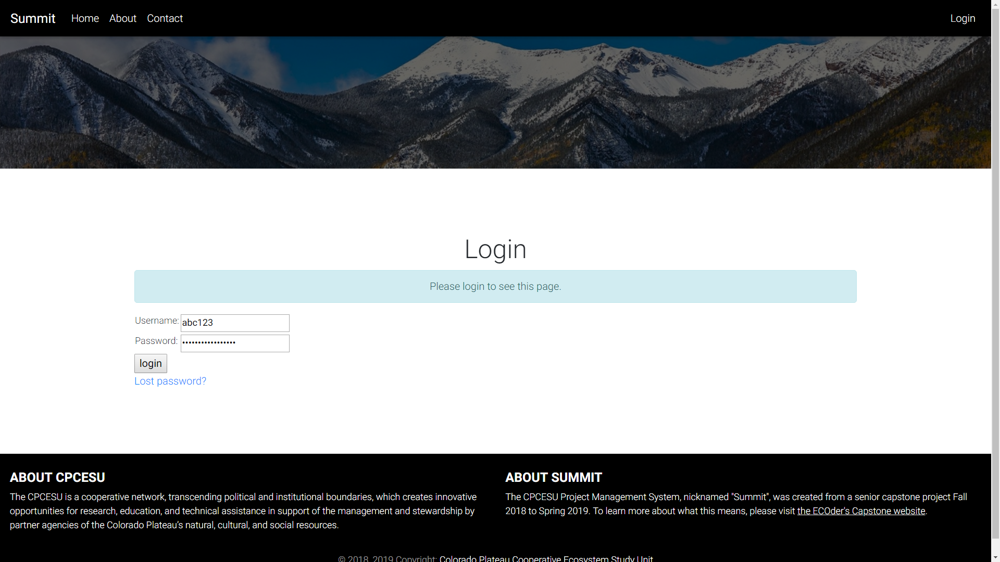 Summit Home About Contact Login
Login
Please login to see this page.
Username: abc123
Password: •••••••••••••••••
login
Lost password?
ABOUT CPCESU
The CPCESU is a cooperative network, transcending political and institutional boundaries, which creates innovative
opportunities for research, education, and technical assistance in support of the management and stewardship by
partner agencies of the Colorado Plateau’s natural, cultural, and social resources.
ABOUT SUMMIT
The CPCESU Project Management System, nicknamed "Summit", was created from a senior capstone project Fall
2018 to Spring 2019. To learn more about what this means, please visit the ECOder's Capstone website.
© 2018, 2019 Copyright: Colorado Plateau Cooperative Ecosystem Study Unit